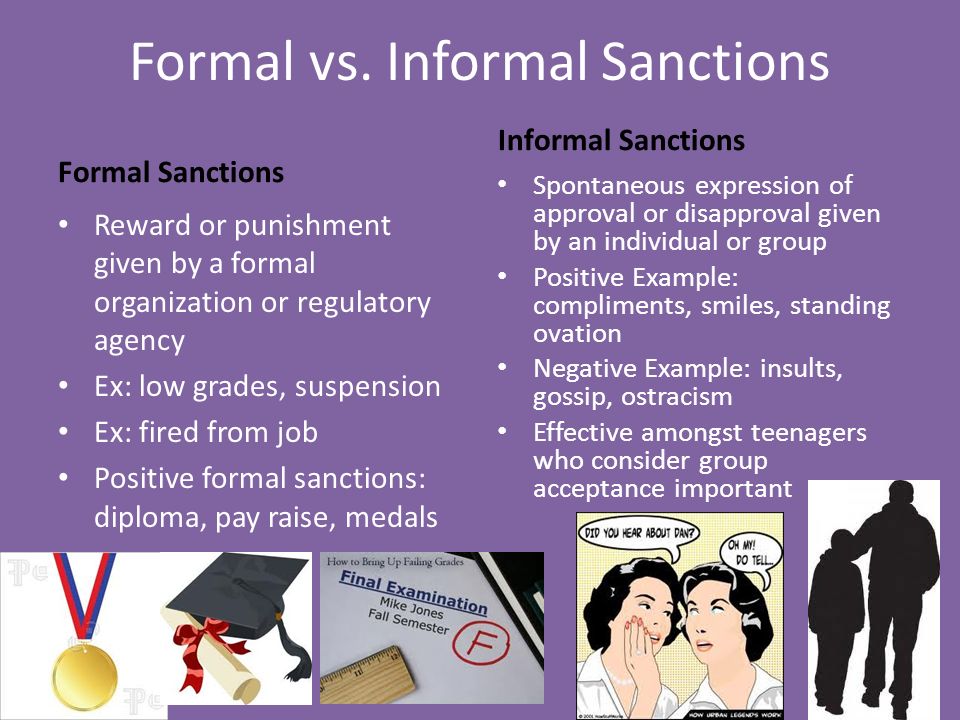 Formal vs. Informal Sanctions
Formal Sanctions
• Reward or punishment
given by a formal
organization or regulatory
agency
• Ex: low grades, suspension
• Ex: fired from job
• Positive formal sanctions:
diploma, pay raise, medals
Informal Sanctions
• Spontaneous expression of
approval or disapproval given
by an individual or group
• Positive Example:
compliments, smiles, standing
ovation
• Negative Example: insults,
gossip, ostracism
• Effective amongst teenagers
who consider group
acceptance important
How to Bring Up Failing Grades
Final Examination
Mike Jones
Fall Semester
F
DID YOU HEAR ABOUT DAN?
OH MY!
DO TELL..
© 2001 HowStuffWorks
HOW URBAN LEGENDS WORK